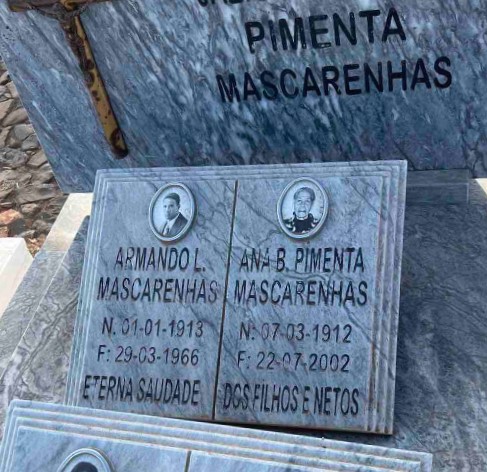 PIMENTA
MASCARENHAS
ARMANDO L.
MASCARENHAS
N: 01-01-1913
F: 29-03-1966
ETERNA SAUDADE
ANA B. PIMENTA
MASCARENHAS
N: 07-03-1912
F: 22-07-2002
DOS FILHOS E NETOS